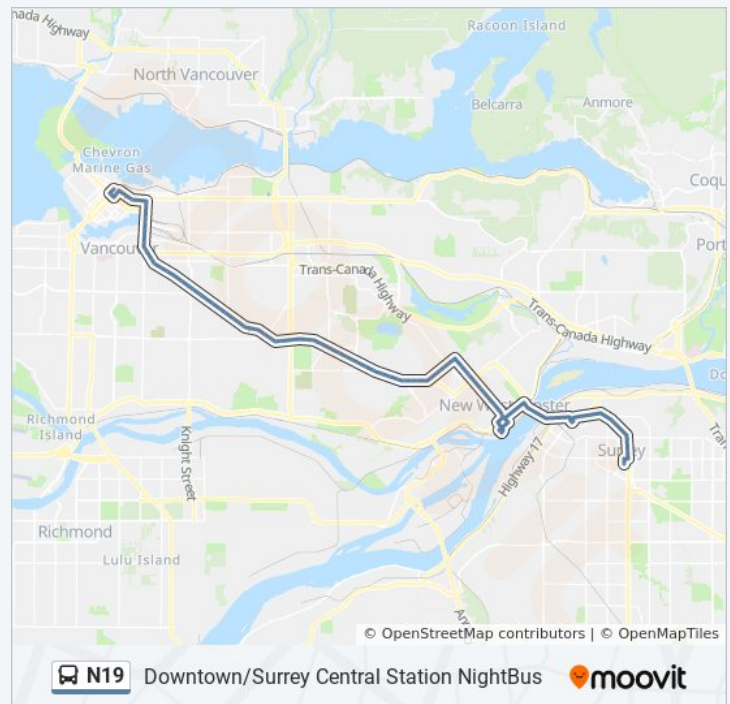 nada Highway
Racoon Island
North Vancouver
Belcarra
Anmore
Chevron
Marine Gas
Coqu
Vancouver
Port
Trans-Canada Highway
Trans-Canada Highway
New Westminster
Richmond
Island
Knight Street
Highway 17
Surrey
Tran
Richmond
Lulu Island
© OpenStreetMap contributors | © OpenMapTiles
N19 Downtown/Surrey Central Station NightBus moovit